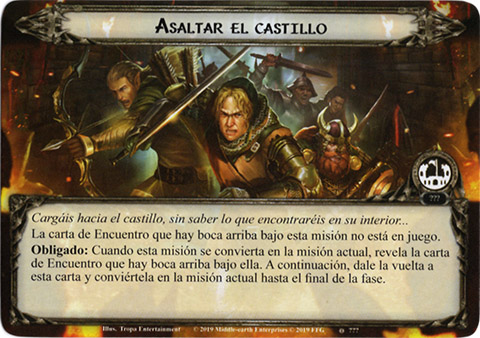 ASALTAR EL CASTILLO
???
Cargáis hacia el castillo, sin saber lo que encontraréis en su interior...
La carta de Encuentro que hay boca arriba bajo esta misión no está en juego.
Obligado: Cuando esta misión se convierta en la misión actual, revela la carta
de Encuentro que hay boca arriba bajo ella. A continuación, dale la vuelta a
esta carta y conviértela en la misión actual hasta el final de la fase.
Illus. Tropa Entertainment © 2019 Middle-earth Enterprises © 2019 FFG ???